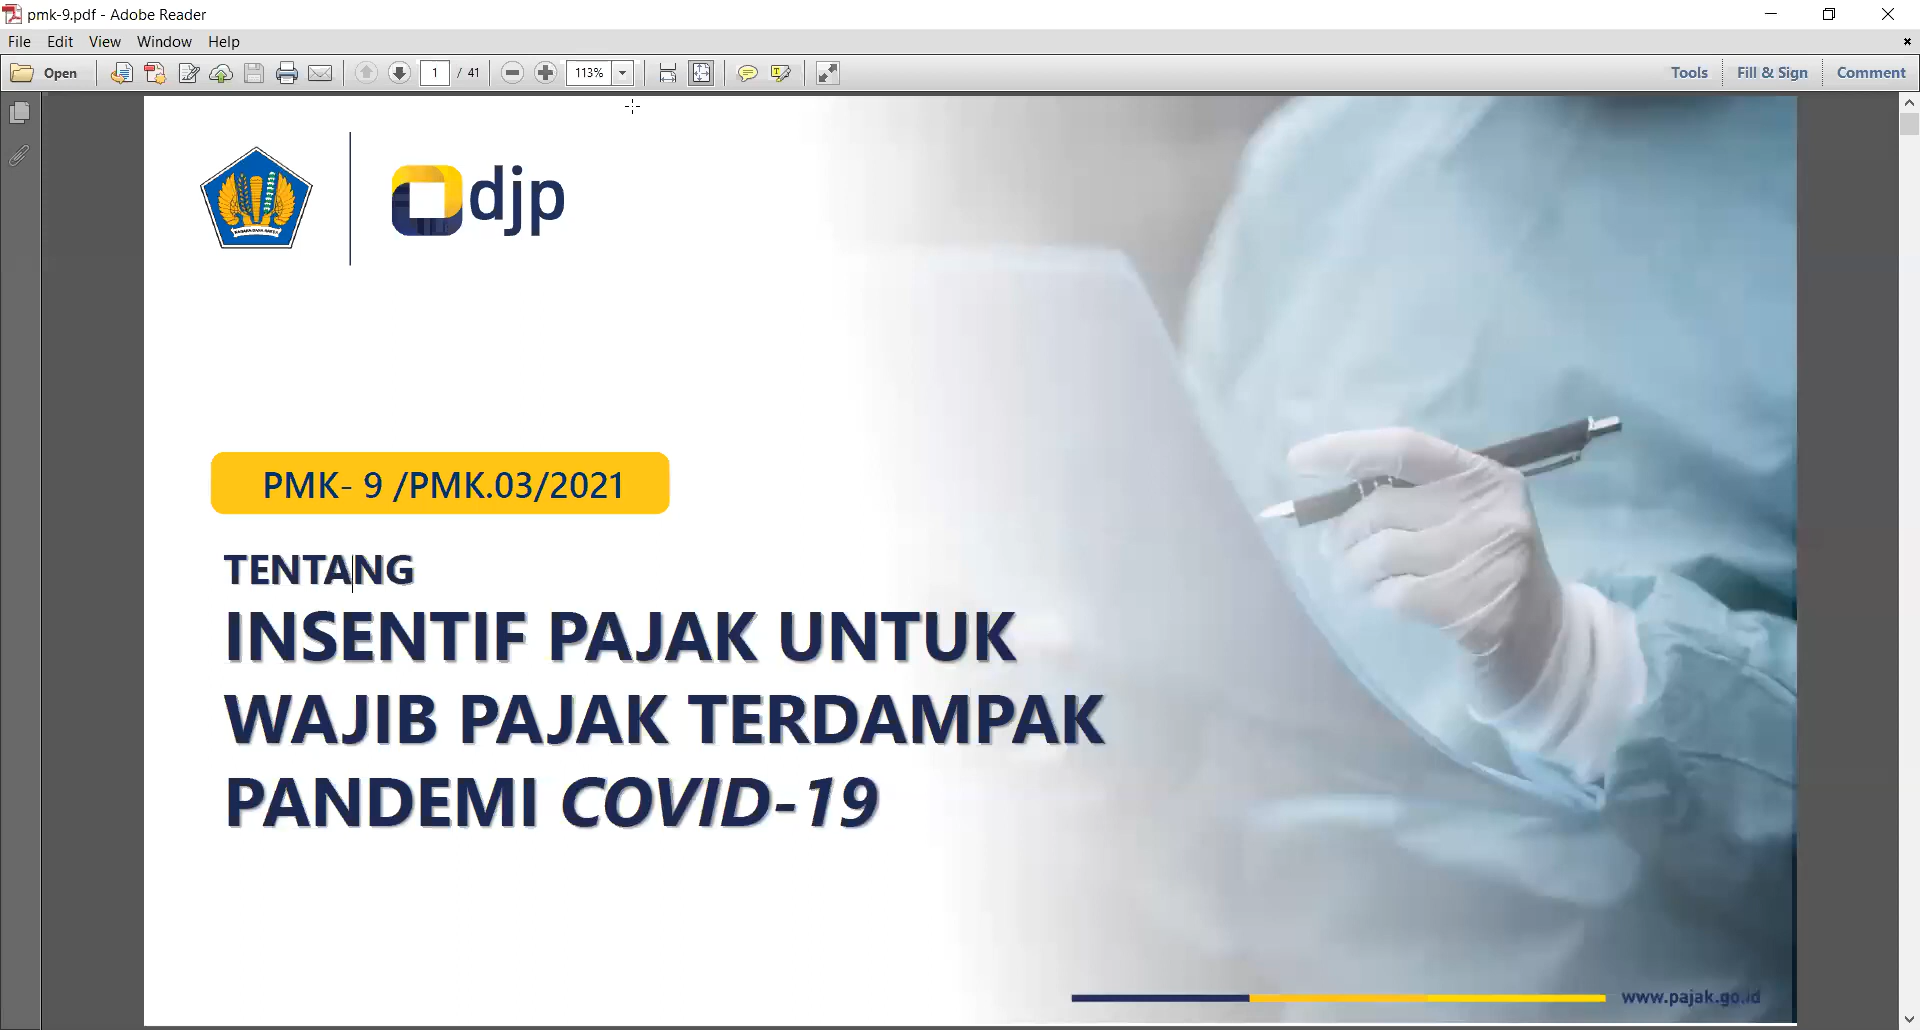 pmk-9.pdf - Adobe Reader
File Edit View Window Help
Open 1 / 41 113% Tools Fill & Sign Comment
djp
PMK- 9 /PMK.03/2021
TENTANG
INSENTIF PAJAK UNTUK
WAJIB PAJAK TERDAMPAK
PANDEMI COVID-19
www.pajak.go.id